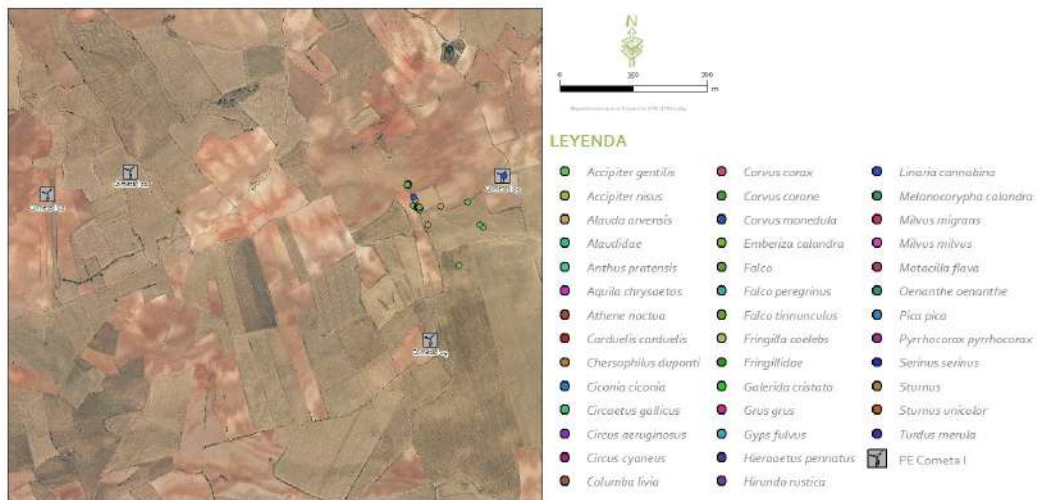 N
0
350
700
m
LEYENDA
Accipiter gentilis
Accipiter nisus
Alauda arvensis
Alaudidae
Anthus pratensis
Aquila chrysaetos
Athene noctua
Carduelis carduelis
Chersophilus duponti
Ciconia ciconia
Circaetus gallicus
Circus aeruginosus
Circus cyaneus
Columba livia
Corvus corax
Corvus corone
Corvus monedula
Emberiza calandra
Falco
Falco peregrinus
Falco tinnunculus
Fringilla coelebs
Fringillidae
Galerida cristata
Grus grus
Gyps fulvus
Hieraaetus pennatus
Hirundo rustica
Linaria cannabina
Melanocorypha calandra
Milvus migrans
Milvus milvus
Motacilla flava
Oenanthe oenanthe
Pica pica
Pyrrhocorax pyrrhocorax
Serinus serinus
Sturnus
Sturnus unicolor
Turdus merula
PE Cometa I